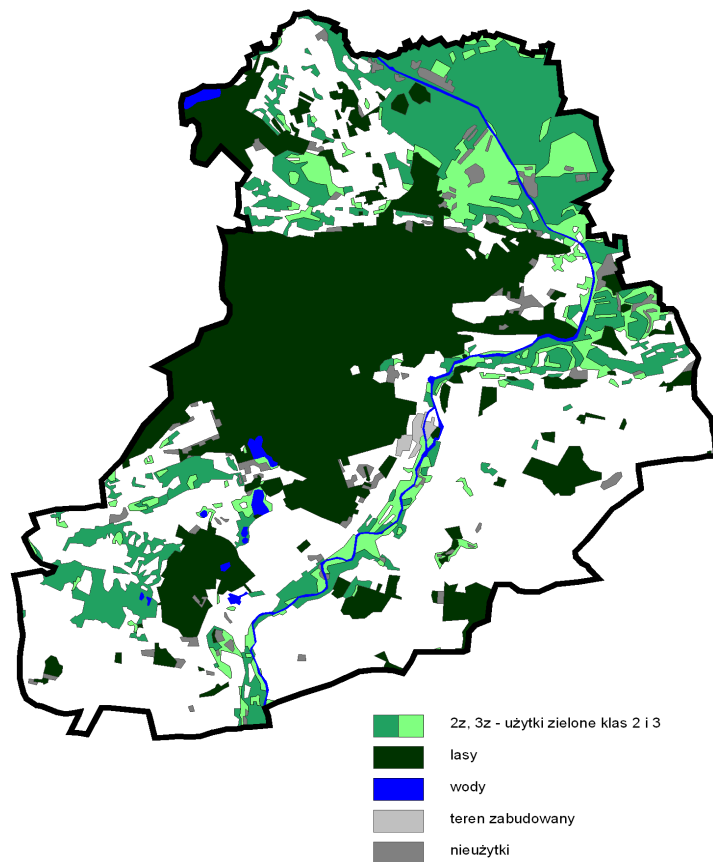 2z, 3z - użytki zielone klas 2 i 3
lasy
wody
teren zabudowany
nieużytki